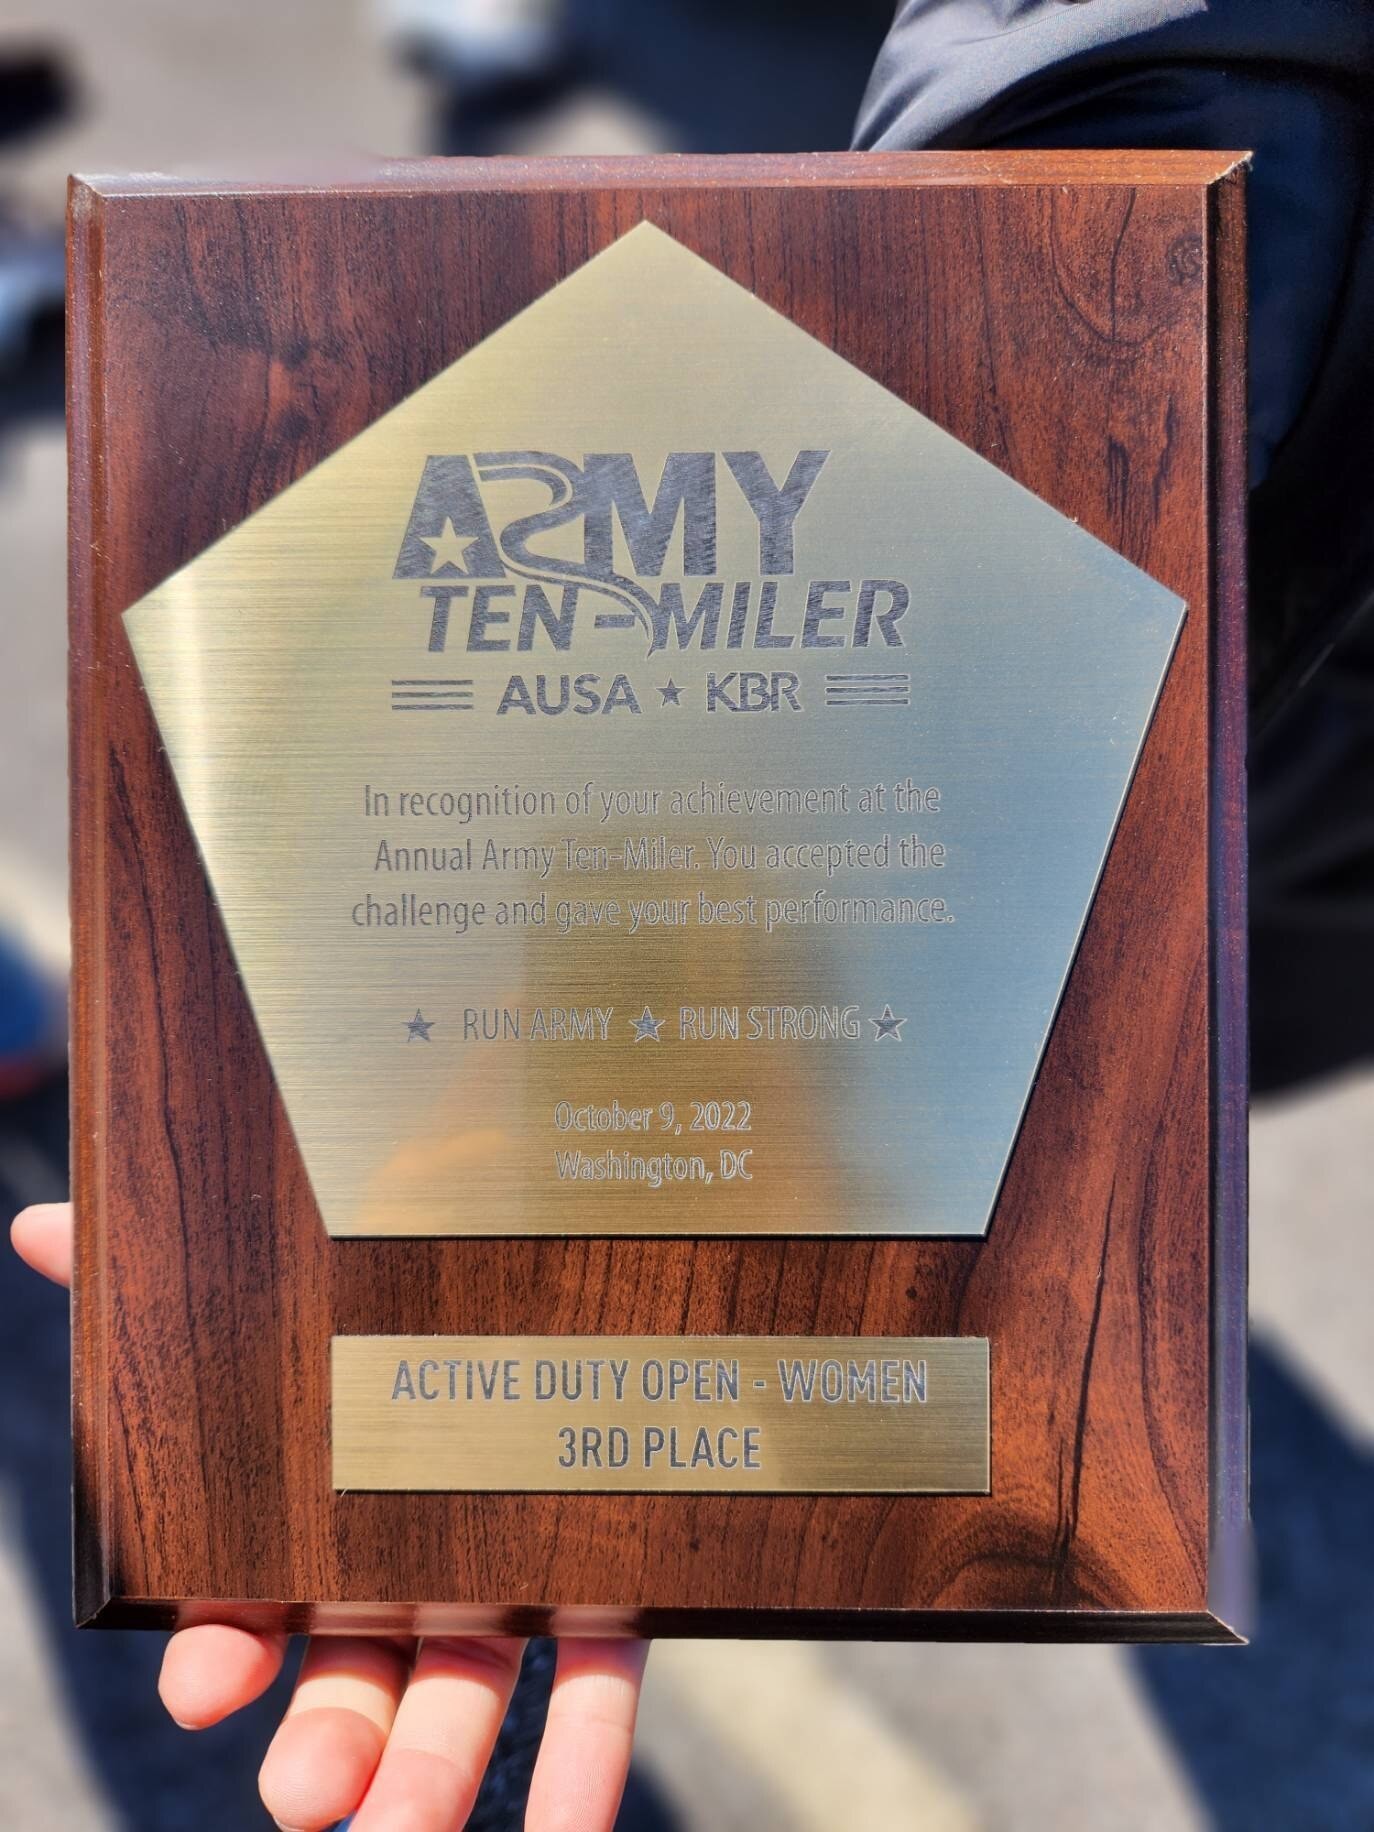 ARMY
TEN-MILER
AUSA ★ KBR
In recognition of your achievement at the
Annual Army Ten-Miler. You accepted the
challenge and gave your best performance.
★ RUN ARMY ★ RUN STRONG ★
October 9, 2022
Washington, DC
ACTIVE DUTY OPEN - WOMEN
3RD PLACE